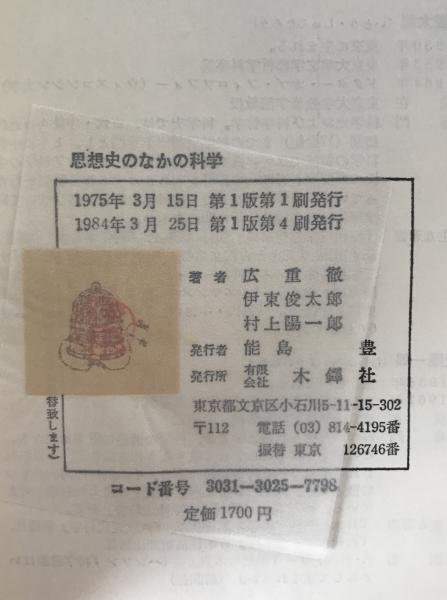 思想史のなかの科学
1975年 3月 15日 第1版第1刷発行
1984年 3月 25日 第1版第4刷発行
著者 広重徹
伊東俊太郎
村上陽一郎
発行者 能島 豊
発行所 有限会社 木鐸社
東京都文京区小石川5-11-15-302
〒112 電話 (03) 814-4195番
振替 東京 126746番
替致します)
コード番号 3031-3025-7798
定価 1700円